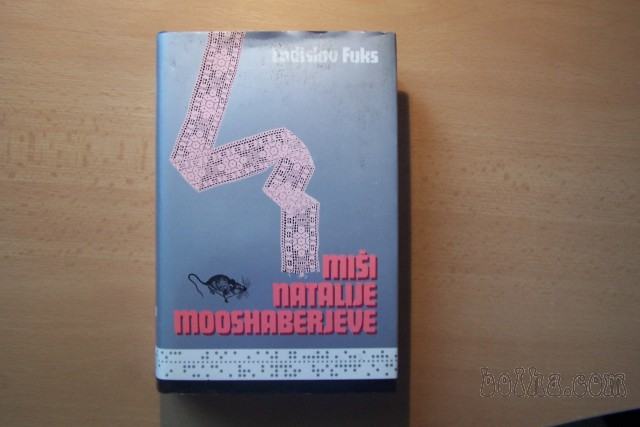 Ladislav Fuks
MIŠI
NATALIJE
MOOSHABERJEVE
bolha.com